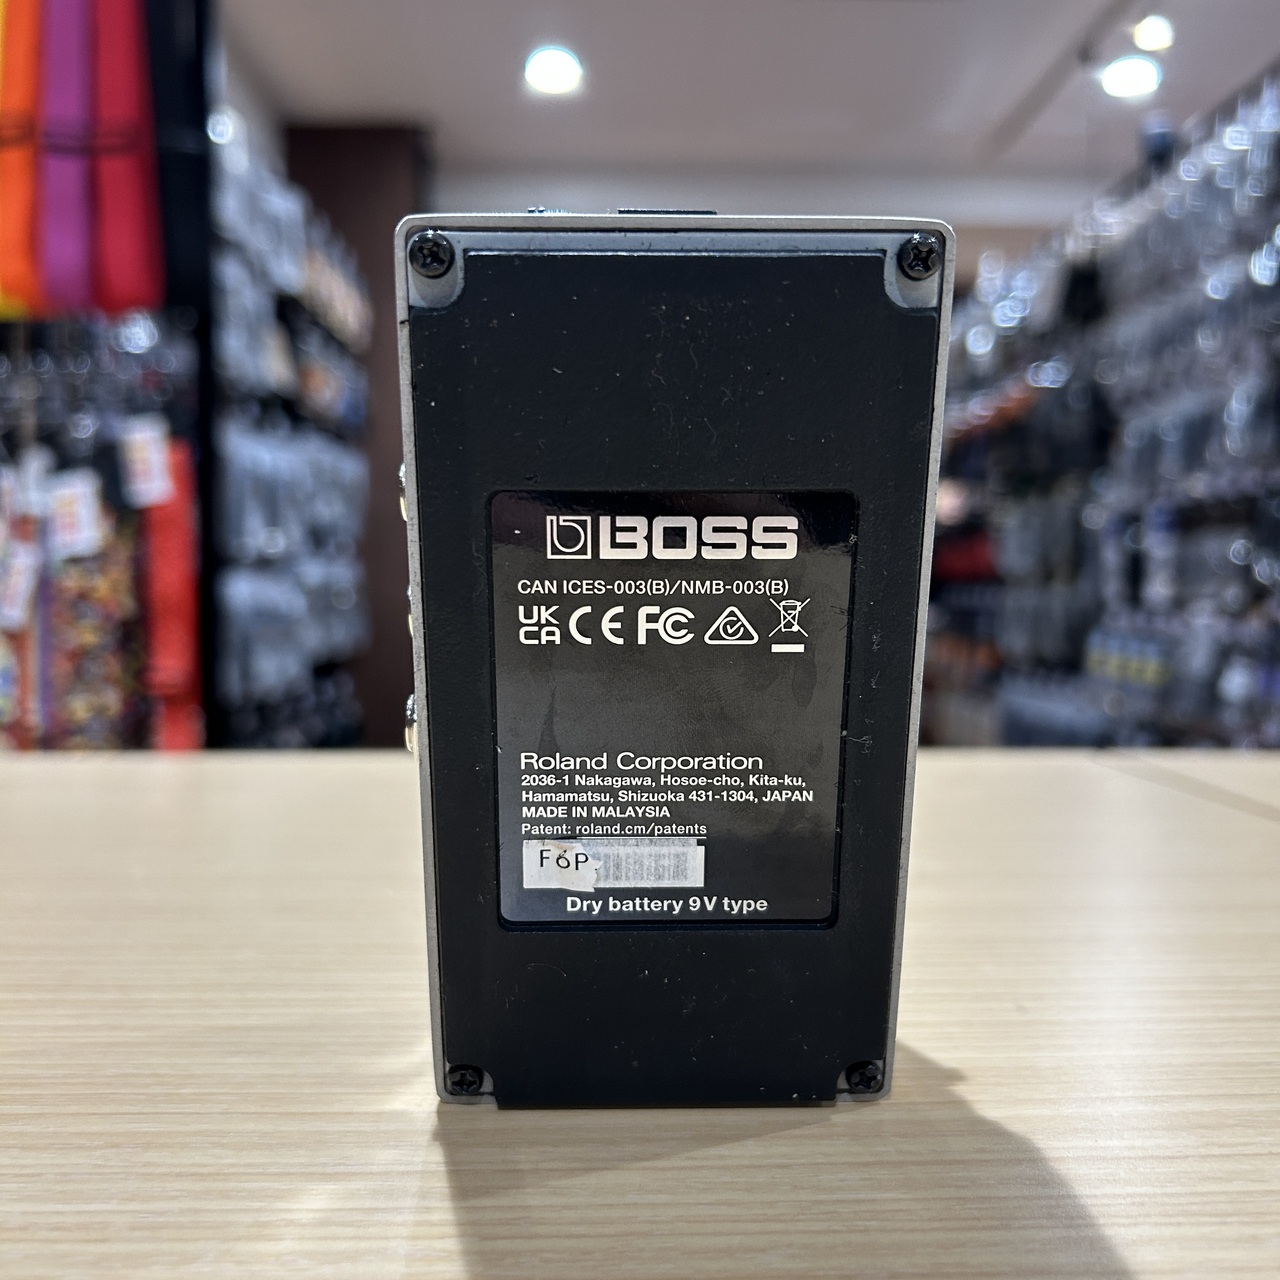 BOSS
CAN ICES-003(B)/NMB-003(B)
UK
CA CE FC
Roland Corporation
2036-1 Nakagawa, Hosoe-cho, Kita-ku,
Hamamatsu, Shizuoka 431-1304, JAPAN
MADE IN MALAYSIA
Patent: roland.cm/patents
F6P
Dry battery 9V type